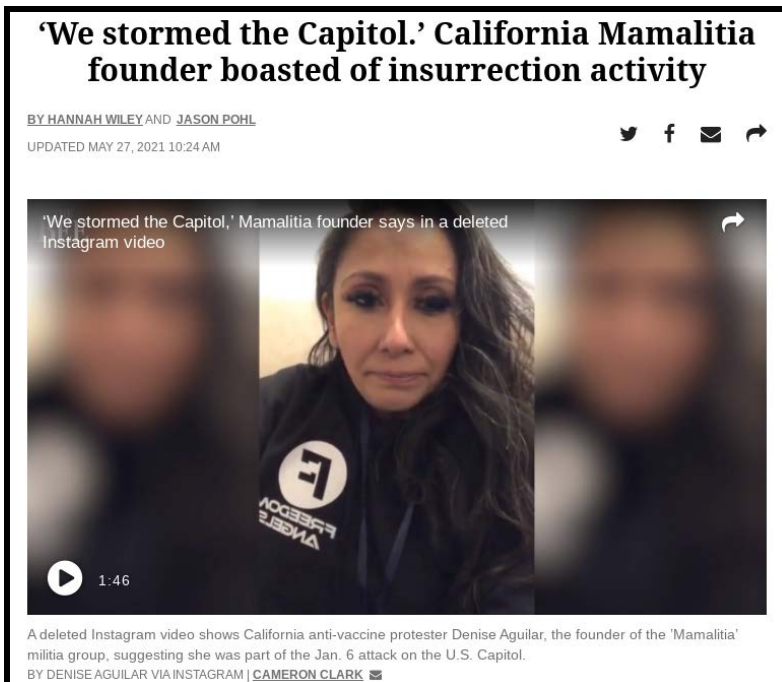 ‘We stormed the Capitol.’ California Mamalitia
founder boasted of insurrection activity
BY HANNAH WILEY AND JASON POHL
UPDATED MAY 27, 2021 10:24 AM
‘We stormed the Capitol,’ Mamalitia founder says in a deleted
Instagram video
FREEDOM
ANGELS
1:46
A deleted Instagram video shows California anti-vaccine protester Denise Aguilar, the founder of the ’Mamalitia’
militia group, suggesting she was part of the Jan. 6 attack on the U.S. Capitol.
BY DENISE AGUILAR VIA INSTAGRAM | CAMERON CLARK